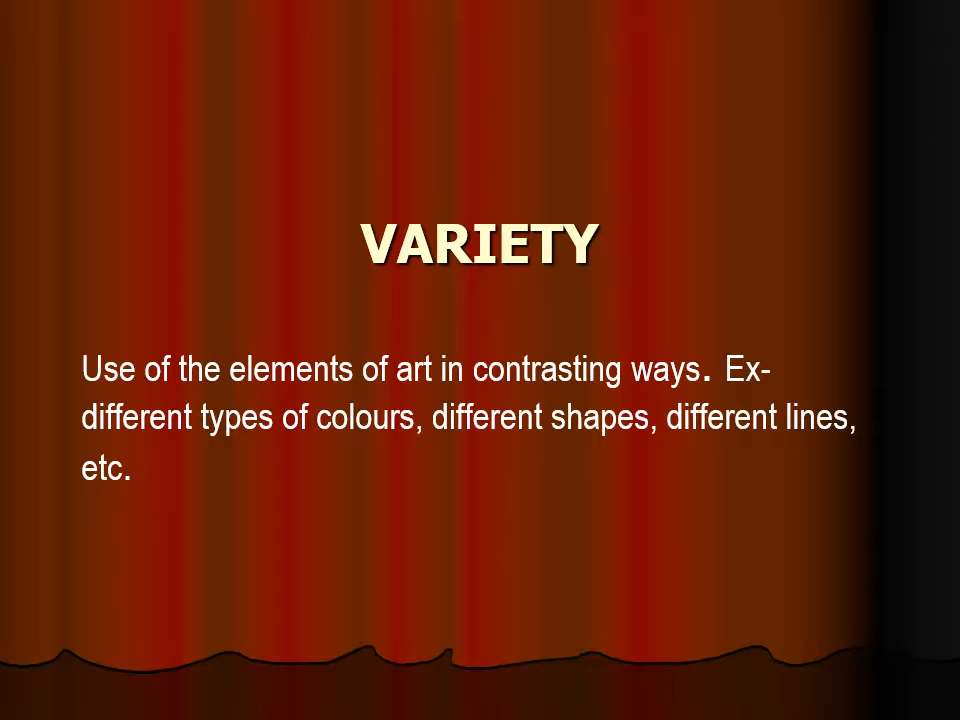 VARIETY
Use of the elements of art in contrasting ways. Ex-
different types of colours, different shapes, different lines,
etc.